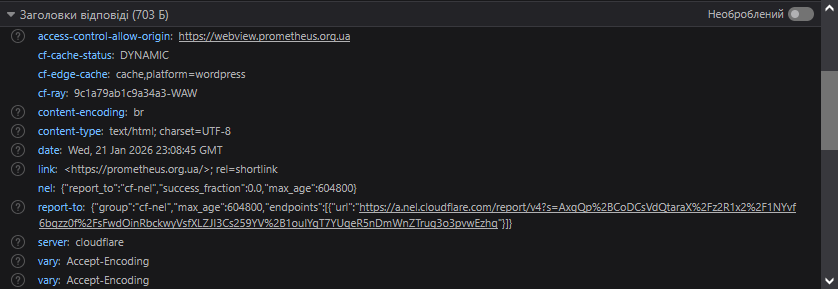 Заголовки відповіді (703 Б) Необроблений
access-control-allow-origin: https://webview.prometheus.org.ua
cf-cache-status: DYNAMIC
cf-edge-cache: cache,platform=wordpress
cf-ray: 9c1a79ab1c9a34a3-WAW
content-encoding: br
content-type: text/html; charset=UTF-8
date: Wed, 21 Jan 2026 23:08:45 GMT
link: <https://prometheus.org.ua/>; rel=shortlink
nel: {"report_to":"cf-nel","success_fraction":0.0,"max_age":604800}
report-to: {"group":"cf-nel","max_age":604800,"endpoints":[{"url":"https://a.nel.cloudflare.com/report/v4?s=AxqQp%2BCoDCsVdQtaraX%2Fz2R1x2%2F1NYvf
6bqzz0f%2FsFwdOinRbckwyVsfXLZJI3Cs259YV%2B1oulYqT7YUqeR5nDmWnZTruq3o3pvwEzhq"}]}
server: cloudflare
vary: Accept-Encoding
vary: Accept-Encoding